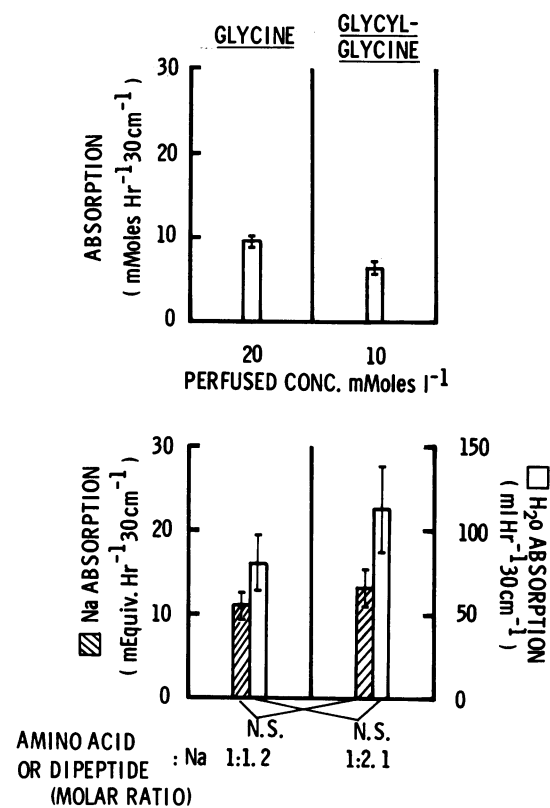 GLYCINE
GLYCYL-
GLYCINE
ABSORPTION
(mMoles Hr⁻¹30cm⁻¹)
30
20
10
0
20
10
PERFUSED CONC. mMoles l⁻¹
Na ABSORPTION
(mEquiv. Hr⁻¹30cm⁻¹)
30
20
10
0
150
100
50
0
H₂O ABSORPTION
(ml Hr⁻¹30cm⁻¹)
N.S.
N.S.
AMINO ACID
OR DIPEPTIDE : Na 1:1.2 1:2.1
(MOLAR RATIO)